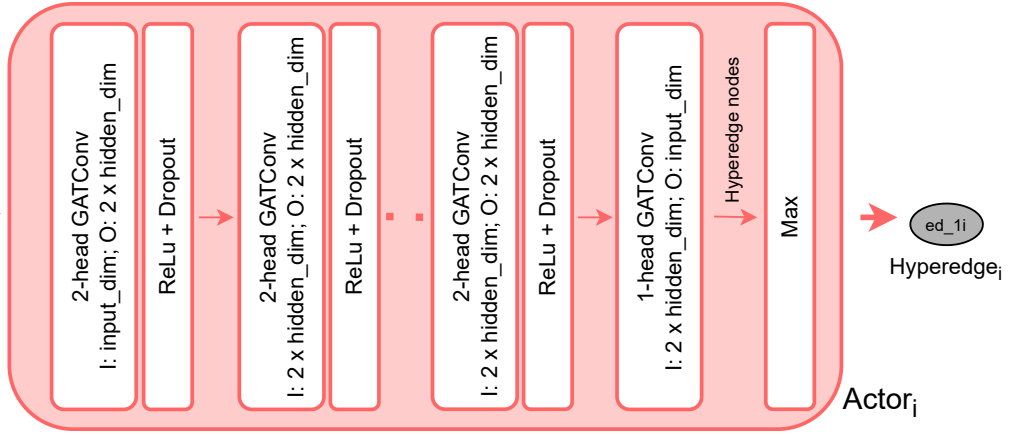 2-head GATConv
I: input_dim; O: 2 x hidden_dim
ReLu + Dropout
2-head GATConv
I: 2 x hidden_dim; O: 2 x hidden_dim
ReLu + Dropout
2-head GATConv
I: 2 x hidden_dim; O: 2 x hidden_dim
ReLu + Dropout
1-head GATConv
I: 2 x hidden_dim; O: input_dim
Hyperedge nodes
Max
ed_1i
Hyperedgeᵢ
Actorᵢ